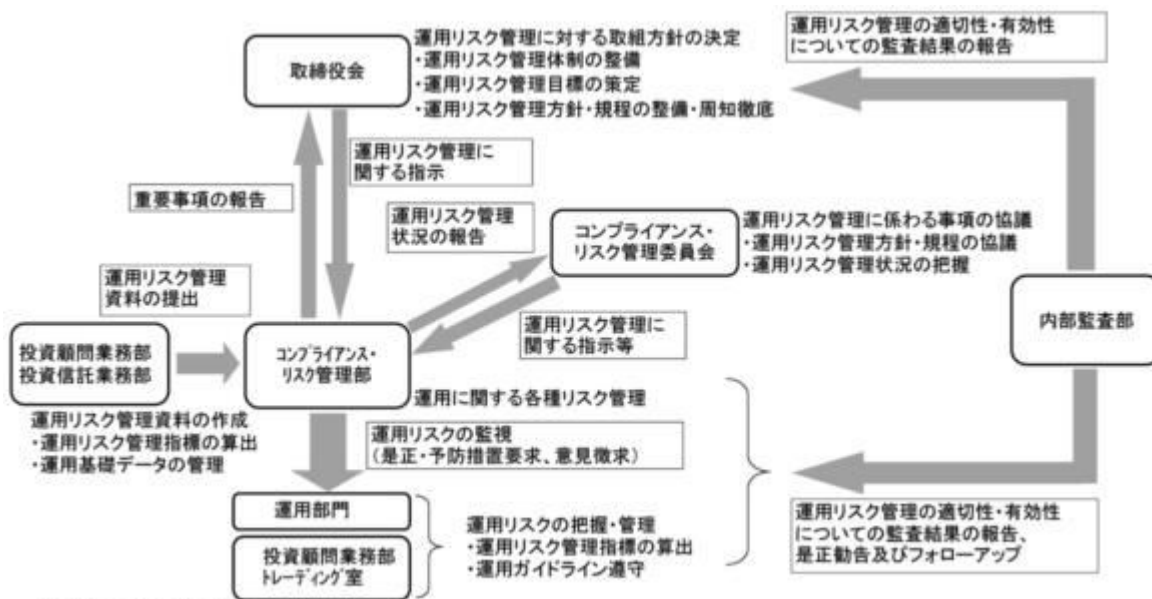 取締役会
運用リスク管理に対する取組方針の決定
・運用リスク管理体制の整備
・運用リスク管理目標の策定
・運用リスク管理方針・規程の整備・周知徹底
運用リスク管理の適切性・有効性
についての監査結果の報告
運用リスク管理に
関する指示
重要事項の報告
運用リスク管理
状況の報告
コンプライアンス・
リスク管理委員会
運用リスク管理に係わる事項の協議
・運用リスク管理方針・規程の協議
・運用リスク管理状況の把握
運用リスク管理
資料の提出
運用リスク管理に
関する指示等
内部監査部
投資顧問業務部
投資信託業務部
コンプライアンス・
リスク管理部
運用に関する各種リスク管理
運用リスク管理資料の作成
・運用リスク管理指標の算出
・運用基礎データの管理
運用リスクの監視
(是正・予防措置要求、意見徴求)
運用部門
投資顧問業務部
トレーディング室
運用リスクの把握・管理
・運用リスク管理指標の算出
・運用ガイドライン遵守
運用リスク管理の適切性・有効性
についての監査結果の報告、
是正勧告及びフォローアップ